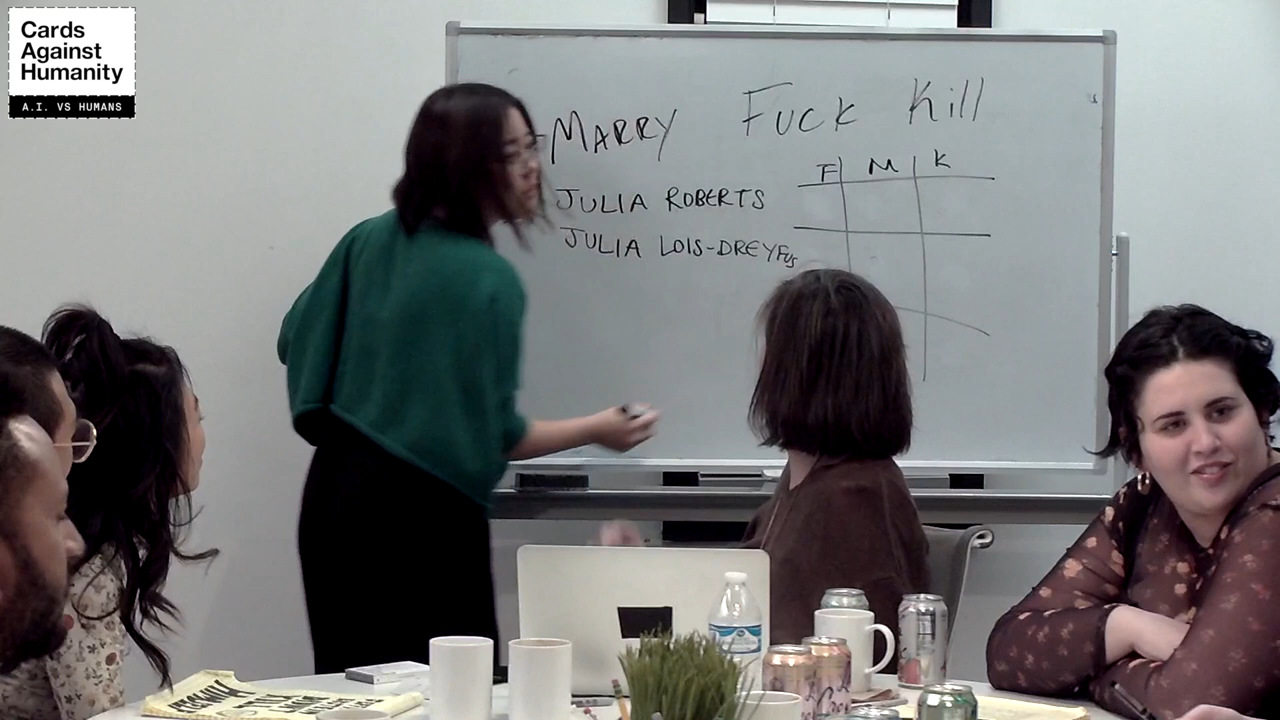 Cards
Against
Humanity
A.I. VS HUMANS
MARRY Fuck Kill
F M K
JULIA ROBERTS
JULIA LOIS-DREYFUS